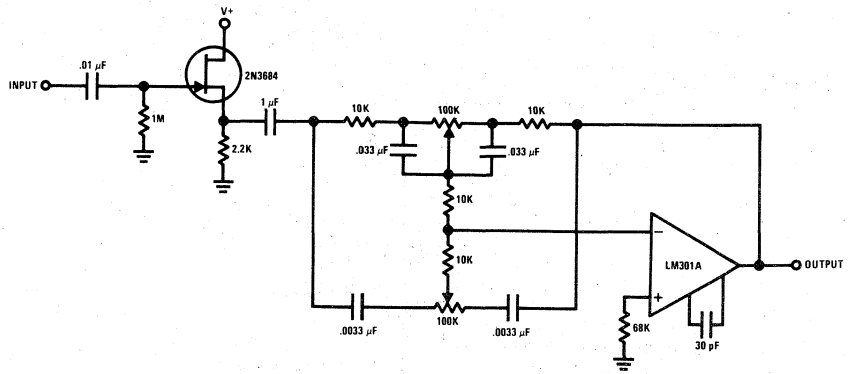 V+
.01 μF
2N3684
INPUT
1M
1 μF
2.2K
10K
100K
10K
.033 μF
.033 μF
10K
10K
.0033 μF
100K
.0033 μF
−
+
LM301A
OUTPUT
68K
30 pF